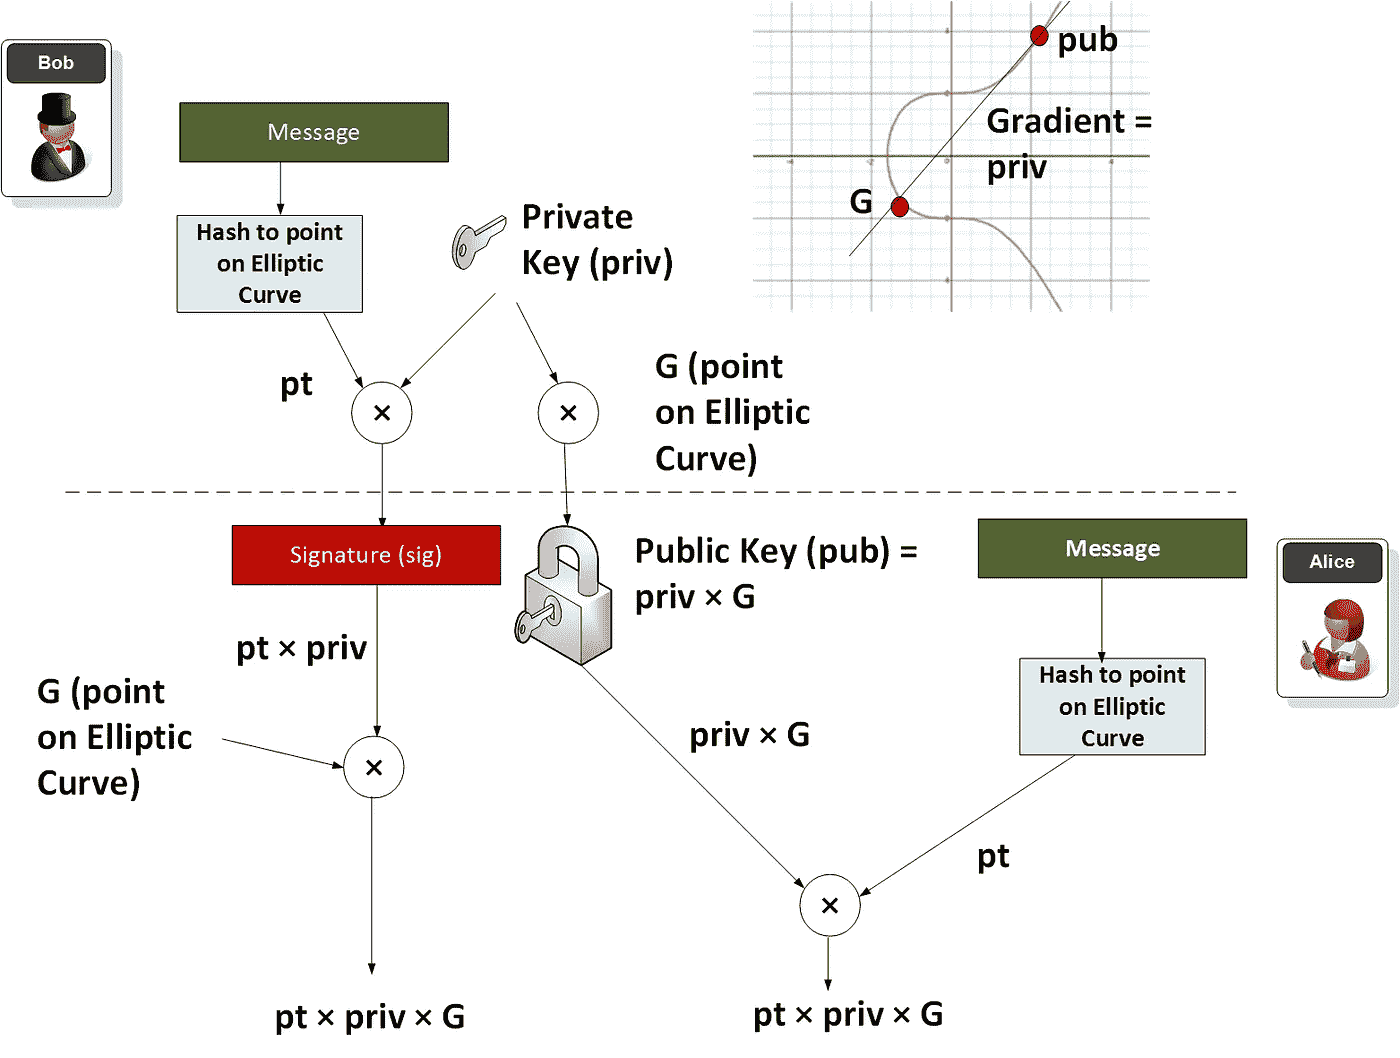 Bob
Message
Hash to point
on Elliptic
Curve
Private
Key (priv)
pub
Gradient =
priv
G
pt
×
×
G (point
on Elliptic
Curve)
Signature (sig)
Public Key (pub) =
priv × G
Message
Alice
pt × priv
Hash to point
on Elliptic
Curve
G (point
on Elliptic
Curve)
priv × G
×
pt
×
pt × priv × G
pt × priv × G